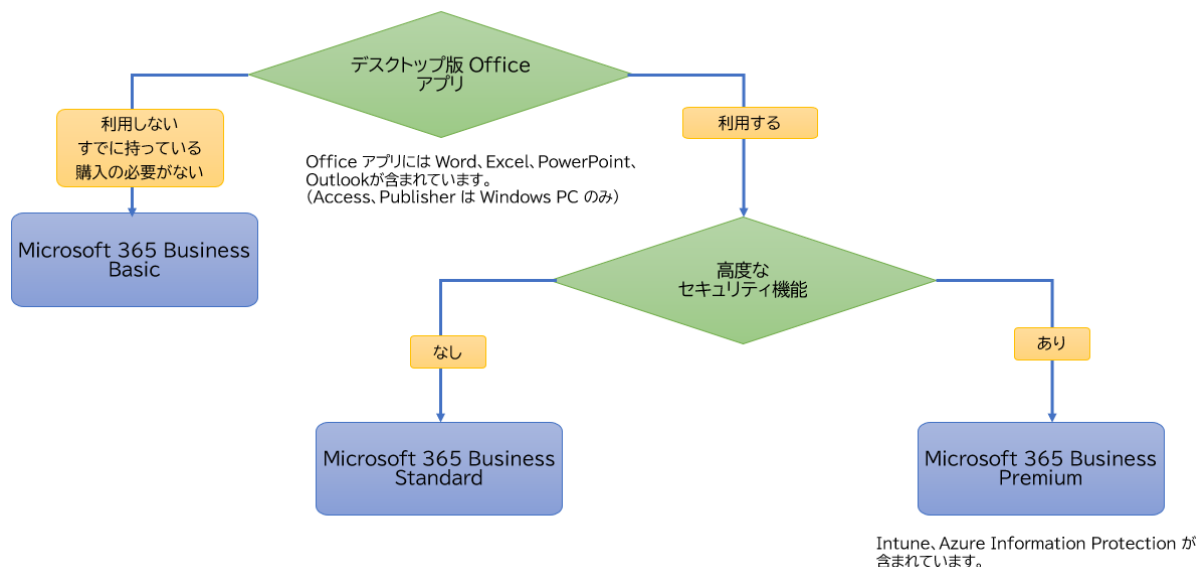 デスクトップ版 Office
アプリ
利用しない
すでに持っている
購入の必要がない
利用する
Office アプリには Word、Excel、PowerPoint、
Outlookが含まれています。
（Access、Publisher は Windows PC のみ）
Microsoft 365 Business
Basic
高度な
セキュリティ機能
なし
あり
Microsoft 365 Business
Standard
Microsoft 365 Business
Premium
Intune、Azure Information Protection が
含まれています。